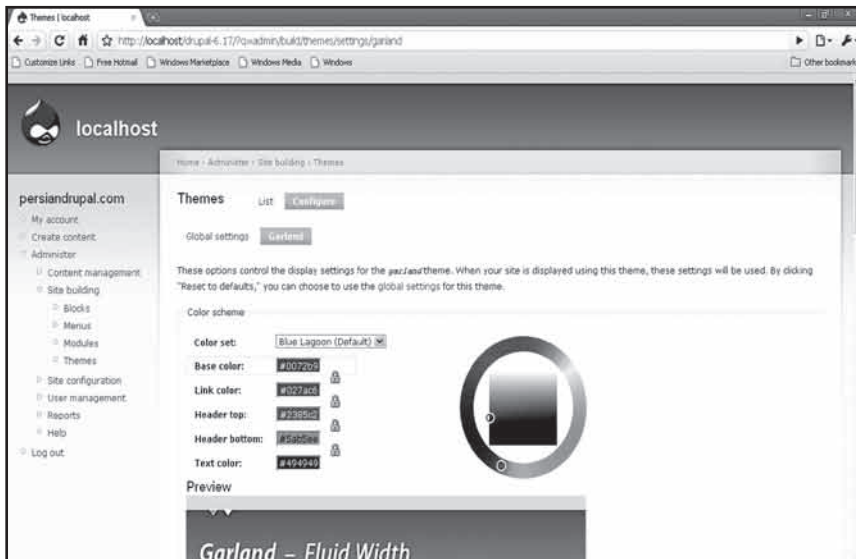 Themes | localhost
http://localhost/drupal-6.17/?q=admin/build/themes/settings/garland
Customize Links Free Hotmail Windows Marketplace Windows Media Windows Other bookmarks
localhost
Home › Administer › Site building › Themes
persiandrupal.com
My account
Create content
Administer
Content management
Site building
Blocks
Menus
Modules
Themes
Site configuration
User management
Reports
Help
Log out
Themes List Configure
Global settings Garland
These options control the display settings for the garland theme. When your site is displayed using this theme, these settings will be used. By clicking
"Reset to defaults," you can choose to use the global settings for this theme.
Color scheme
Color set: Blue Lagoon (Default)
Base color: #0072b9
Link color: #027ac6
Header top: #2385c2
Header bottom: #5ab5ee
Text color: #494949
Preview
Garland – Fluid Width